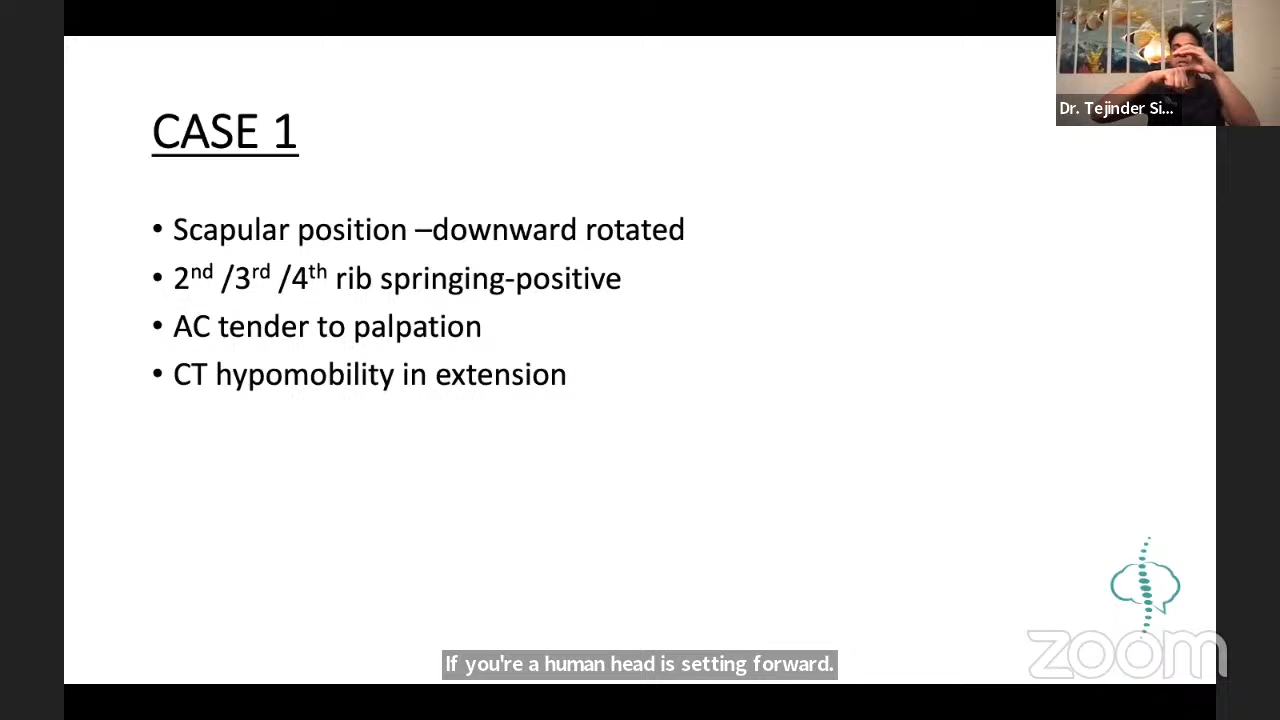 Dr. Tejinder Si...
CASE 1
• Scapular position –downward rotated
• 2nd /3rd /4th rib springing-positive
• AC tender to palpation
• CT hypomobility in extension
If you're a human head is setting forward.
zoom